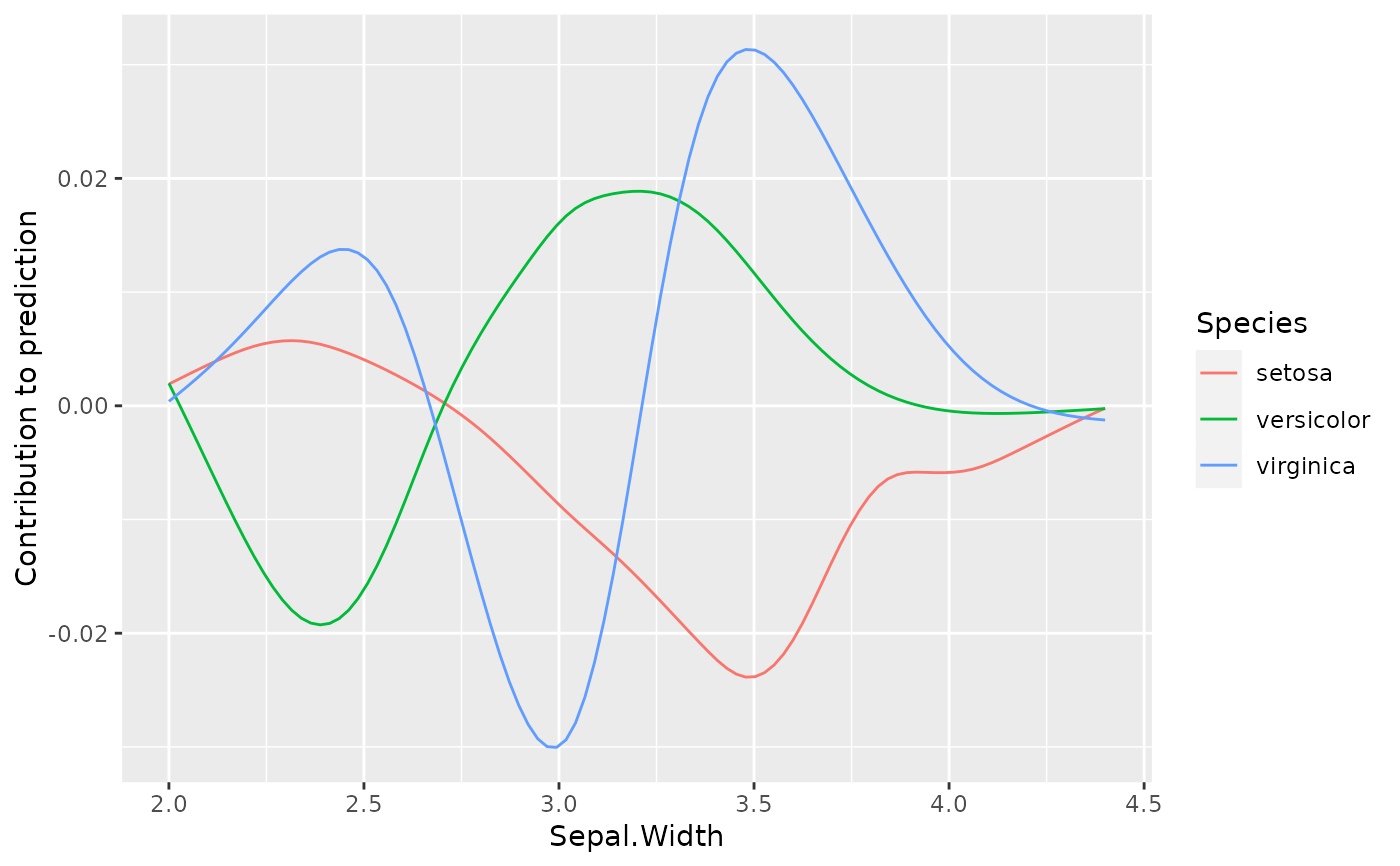 Contribution to prediction
0.02
0.00
-0.02
2.0 2.5 3.0 3.5 4.0 4.5
Sepal.Width
Species
setosa
versicolor
virginica